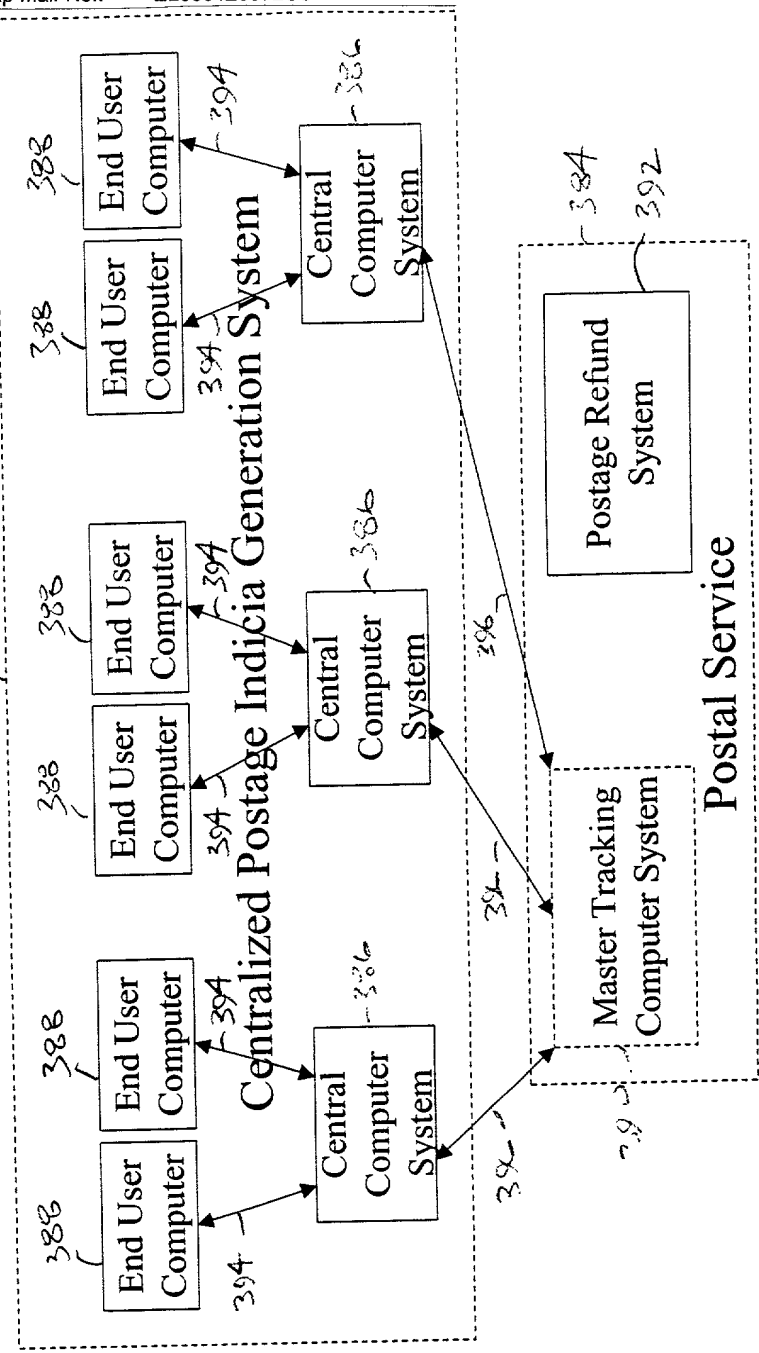 388
388
388
388
388
388
End User
Computer
End User
Computer
End User
Computer
End User
Computer
End User
Computer
End User
Computer
394
394
394
394
394
394
Centralized Postage Indicia Generation System
Central
Computer
System
386
Central
Computer
System
386
Central
Computer
System
386
396
384
392
Master Tracking
Computer System
Postage Refund
System
Postal Service